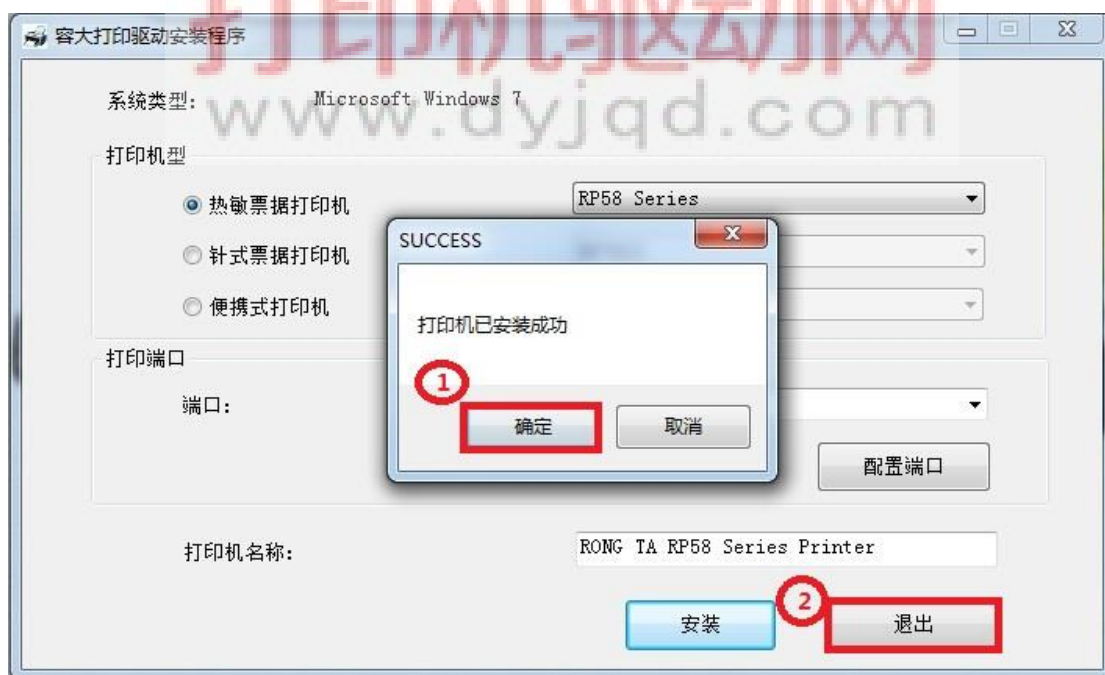 打印机驱动网
容大打印驱动安装程序
www.dyjqd.com
系统类型: Microsoft Windows 7
打印机型
热敏票据打印机 RP58 Series
针式票据打印机
便携式打印机
SUCCESS
打印机已安装成功
1
确定 取消
打印端口
端口:
配置端口
打印机名称: RONG TA RP58 Series Printer
2
安装 退出